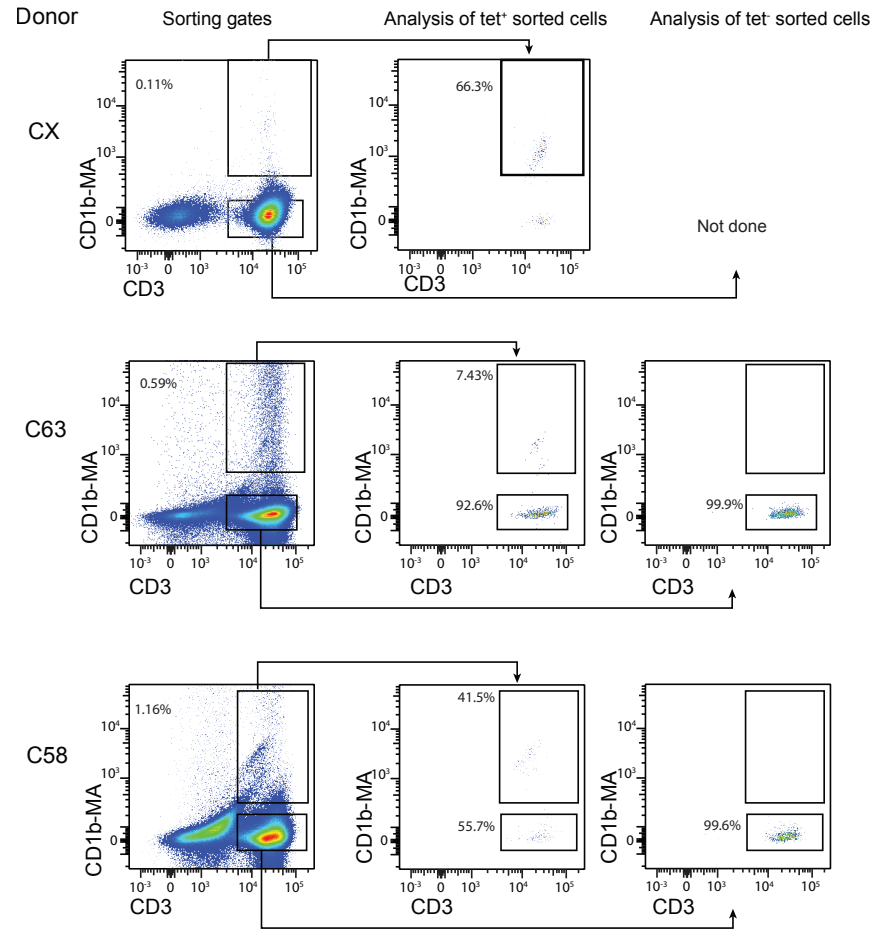 Donor
Sorting gates
Analysis of tet⁺ sorted cells
Analysis of tet⁻ sorted cells
CX
0.11%
10⁴
10³
0
CD1b-MA
10⁻³ 0 10³ 10⁴ 10⁵
CD3
66.3%
10⁴
10³
0
CD1b-MA
10⁻³ 0 10³ 10⁴ 10⁵
CD3
Not done
C63
0.59%
10⁴
10³
0
CD1b-MA
10⁻³ 0 10³ 10⁴ 10⁵
CD3
7.43%
92.6%
10⁴
10³
0
CD1b-MA
10⁻³ 0 10³ 10⁴ 10⁵
CD3
99.9%
10⁴
10³
0
CD1b-MA
10⁻³ 0 10³ 10⁴ 10⁵
CD3
C58
1.16%
10⁴
10³
0
CD1b-MA
10⁻³ 0 10³ 10⁴ 10⁵
CD3
41.5%
55.7%
10⁴
10³
0
CD1b-MA
10⁻³ 0 10³ 10⁴ 10⁵
CD3
99.6%
10⁴
10³
0
CD1b-MA
10⁻³ 0 10³ 10⁴ 10⁵
CD3